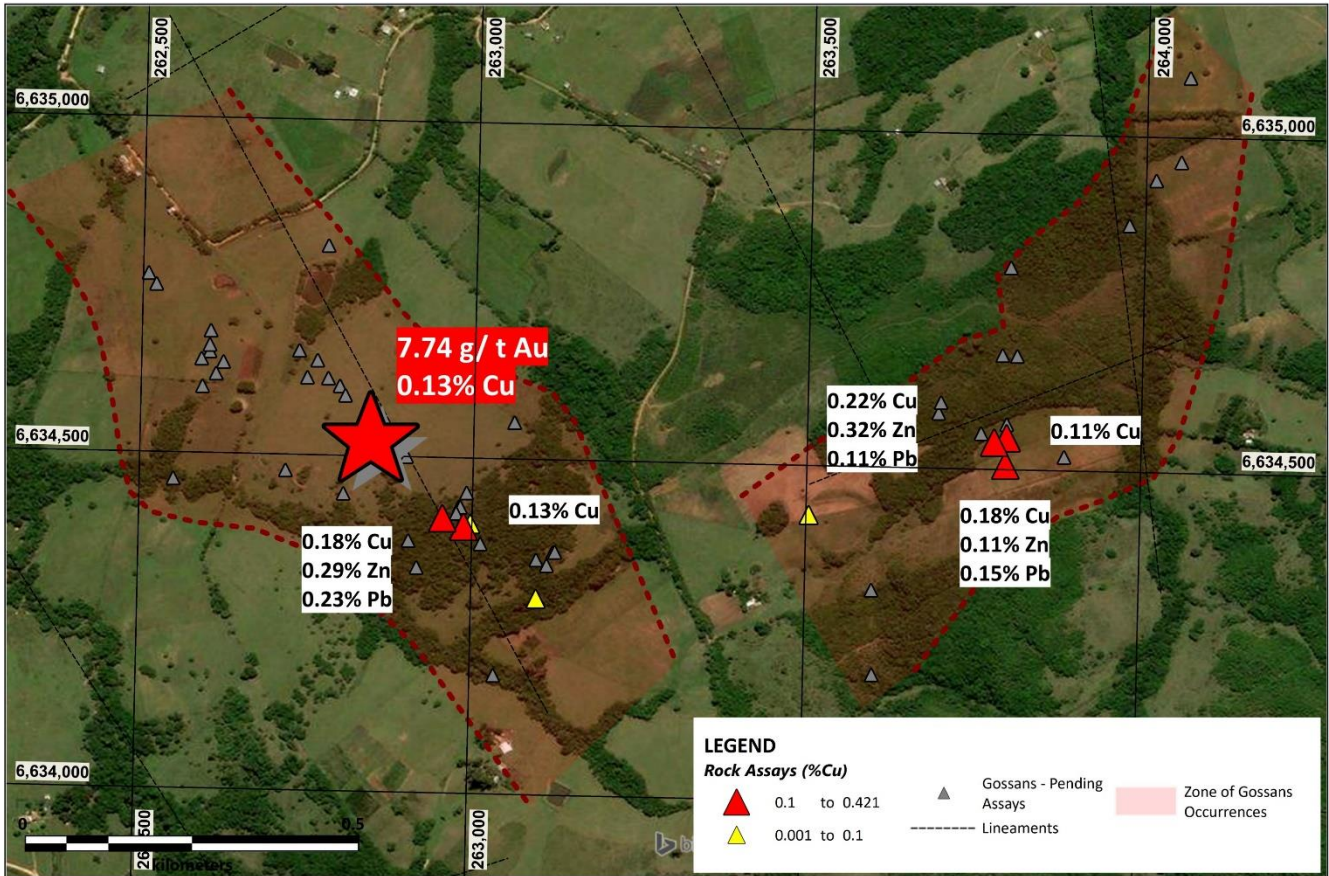 262,500
263,000
263,500
264,000
6,635,000
6,635,000
7.74 g/ t Au
0.13% Cu
0.22% Cu
0.32% Zn
0.11% Pb
0.11% Cu
6,634,500
6,634,500
0.13% Cu
0.18% Cu
0.29% Zn
0.23% Pb
0.18% Cu
0.11% Zn
0.15% Pb
6,634,000
LEGEND
Rock Assays (%Cu)
0.1 to 0.421
0.001 to 0.1
Gossans - Pending
Assays
Lineaments
Zone of Gossans
Occurrences
0
0.5
kilometers
263,000